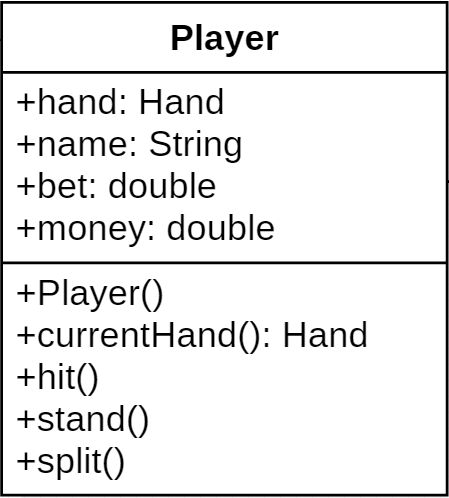 Player
+hand: Hand
+name: String
+bet: double
+money: double
+Player()
+currentHand(): Hand
+hit()
+stand()
+split()